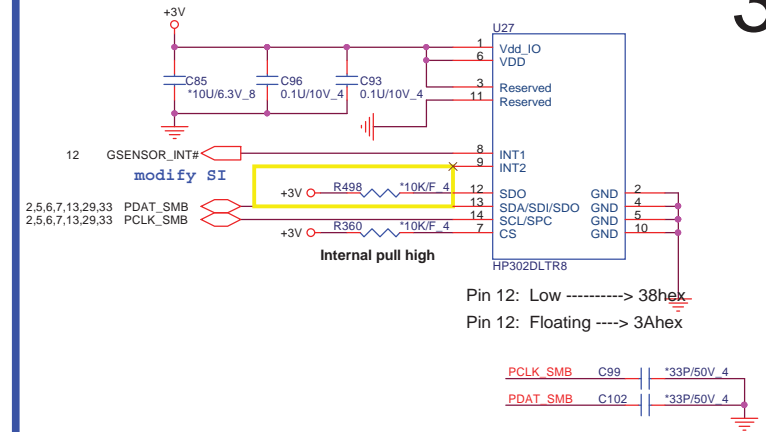 3
+3V
U27
1 Vdd_IO
6 VDD
C85 C96 C93
*10U/6.3V_8 0.1U/10V_4 0.1U/10V_4
3 Reserved
11 Reserved
12 GSENSOR_INT# 8 INT1
9 INT2
modify SI
+3V R498 *10K/F_4 12 SDO GND 2
2,5,6,7,13,29,33 PDAT_SMB 13 SDA/SDI/SDO GND 4
2,5,6,7,13,29,33 PCLK_SMB 14 SCL/SPC GND 5
+3V R360 *10K/F_4 7 CS GND 10
Internal pull high
HP302DLTR8
Pin 12: Low ----------> 38hex
Pin 12: Floating ----> 3Ahex
PCLK_SMB C99 *33P/50V_4
PDAT_SMB C102 *33P/50V_4